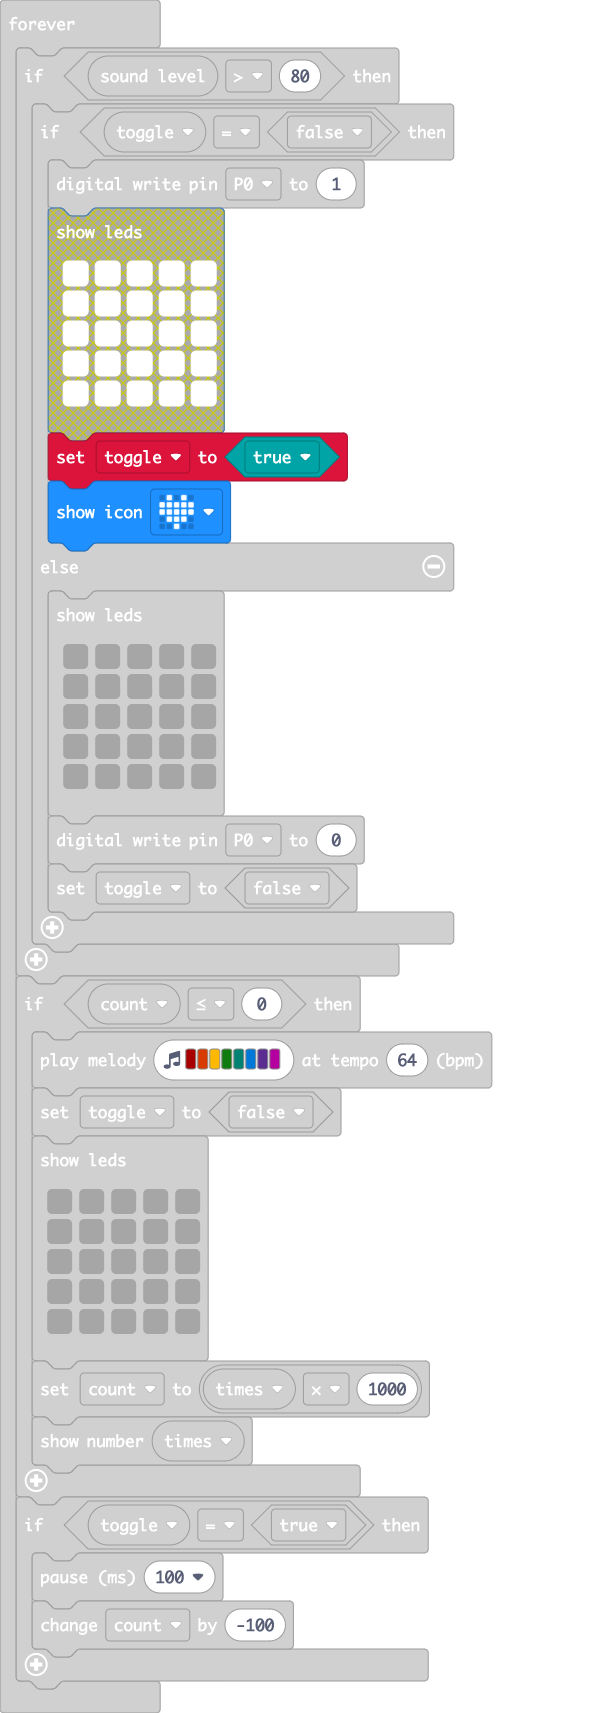 forever
if sound level > 80 then
if toggle = false then
digital write pin P0 to 1
show leds
set toggle to true
show icon
else
show leds
digital write pin P0 to 0
set toggle to false
if count ≤ 0 then
play melody at tempo 64 (bpm)
set toggle to false
show leds
set count to times × 1000
show number times
if toggle = true then
pause (ms) 100
change count by -100